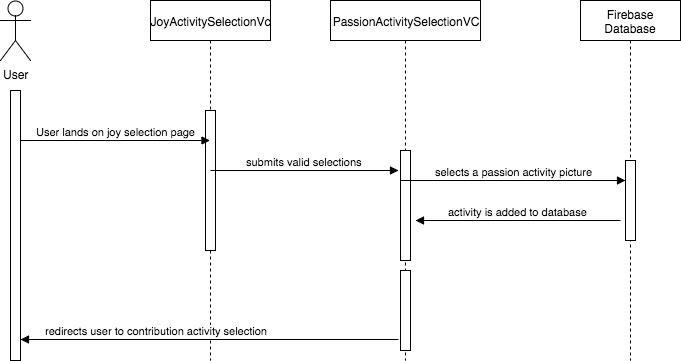 JoyActivitySelectionVc
PassionActivitySelectionVC
Firebase
Database
User
User lands on joy selection page
submits valid selections
selects a passion activity picture
activity is added to database
redirects user to contribution activity selection